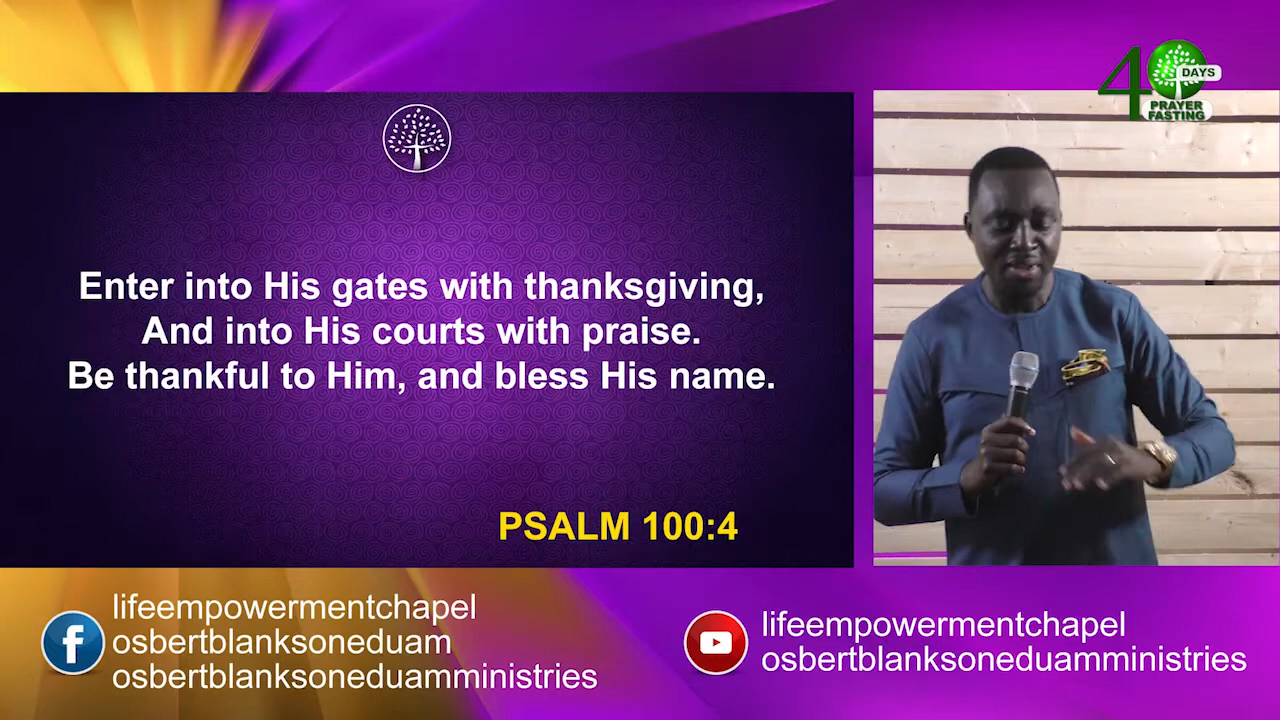 40 DAYS
PRAYER
FASTING
Enter into His gates with thanksgiving,
And into His courts with praise.
Be thankful to Him, and bless His name.
PSALM 100:4
f
lifeempowermentchapel
osbertblanksoneduam
osbertblanksoneduamministries
lifeempowermentchapel
osbertblanksoneduamministries